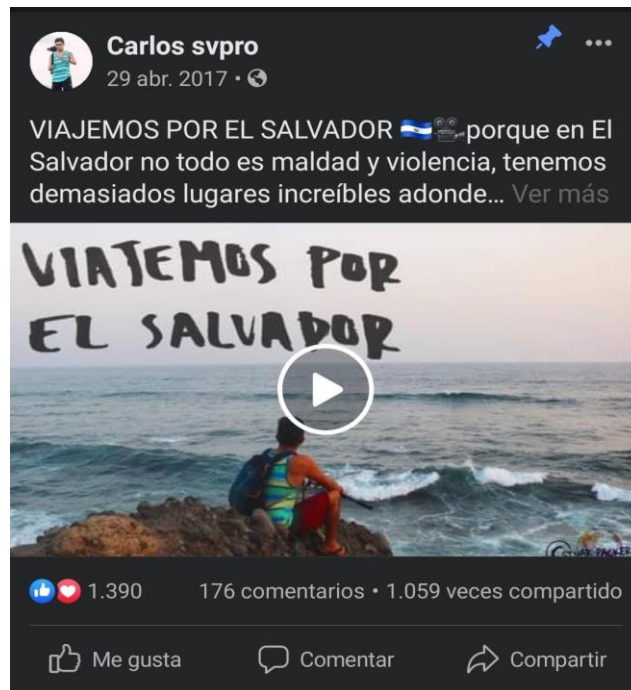 Carlos svpro
29 abr. 2017 •
VIAJEMOS POR EL SALVADOR 🇸🇻🎥porque en El
Salvador no todo es maldad y violencia, tenemos
demasiados lugares increíbles adonde... Ver más
VIAJEMOS POR
EL SALVADOR
1.390
176 comentarios • 1.059 veces compartido
Me gusta
Comentar
Compartir